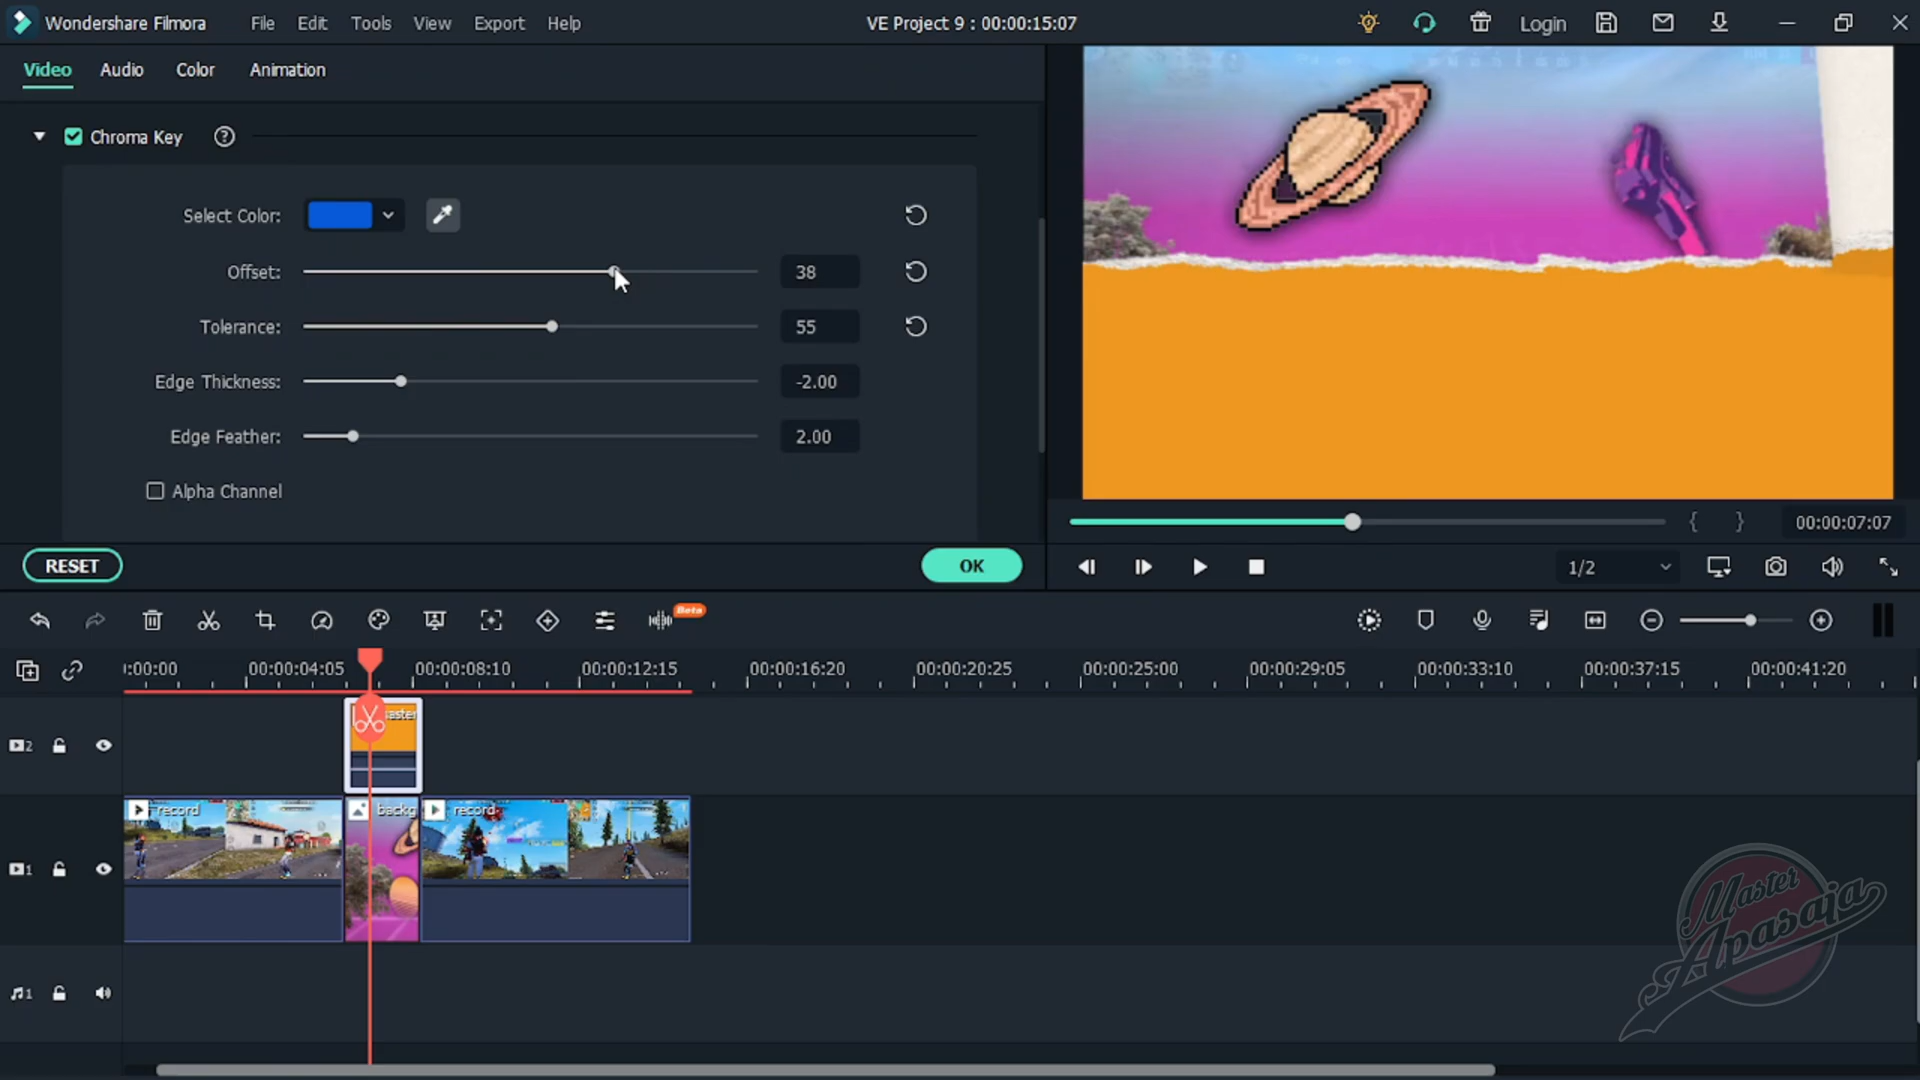 Wondershare Filmora File Edit Tools View Export Help VE Project 9 : 00:00:15:07 Login
Video Audio Color Animation
Chroma Key
Select Color:
Offset: 38
Tolerance: 55
Edge Thickness: -2.00
Edge Feather: 2.00
Alpha Channel
00:00:07:07
RESET OK
1/2
Beta
:00:00 00:00:04:05 00:00:08:10 00:00:12:15 00:00:16:20 00:00:20:25 00:00:25:00 00:00:29:05 00:00:33:10 00:00:37:15 00:00:41:20
2
1 record backg record
Master
Apasaja
1